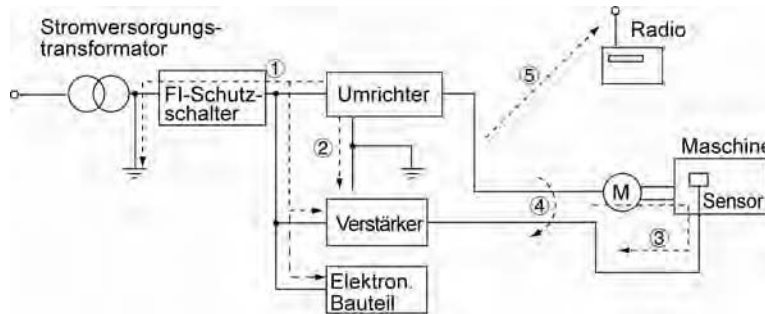 Stromversorgungs-
transformator
Radio
①
⑤
FI-Schutz-
schalter
Umrichter
②
Maschine
M
Sensor
④
Verstärker
③
Elektron.
Bauteil